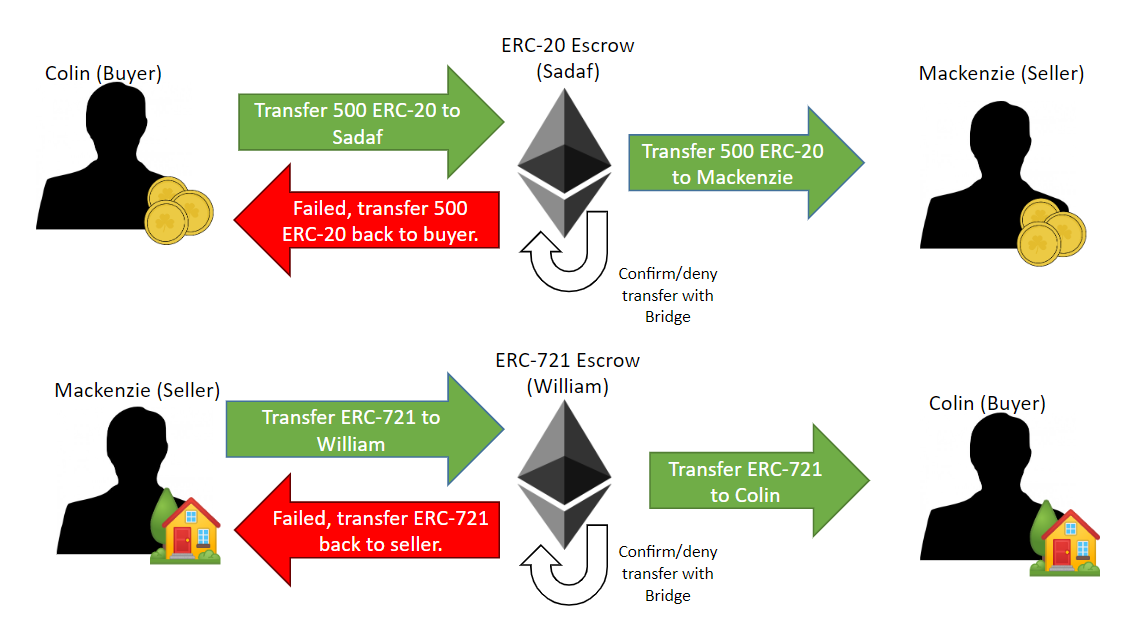 Colin (Buyer)
Transfer 500 ERC-20 to
Sadaf
Failed, transfer 500
ERC-20 back to buyer.
ERC-20 Escrow
(Sadaf)
Confirm/deny
transfer with
Bridge
Transfer 500 ERC-20
to Mackenzie
Mackenzie (Seller)
Mackenzie (Seller)
Transfer ERC-721 to
William
Failed, transfer ERC-721
back to seller.
ERC-721 Escrow
(William)
Confirm/deny
transfer with
Bridge
Transfer ERC-721
to Colin
Colin (Buyer)